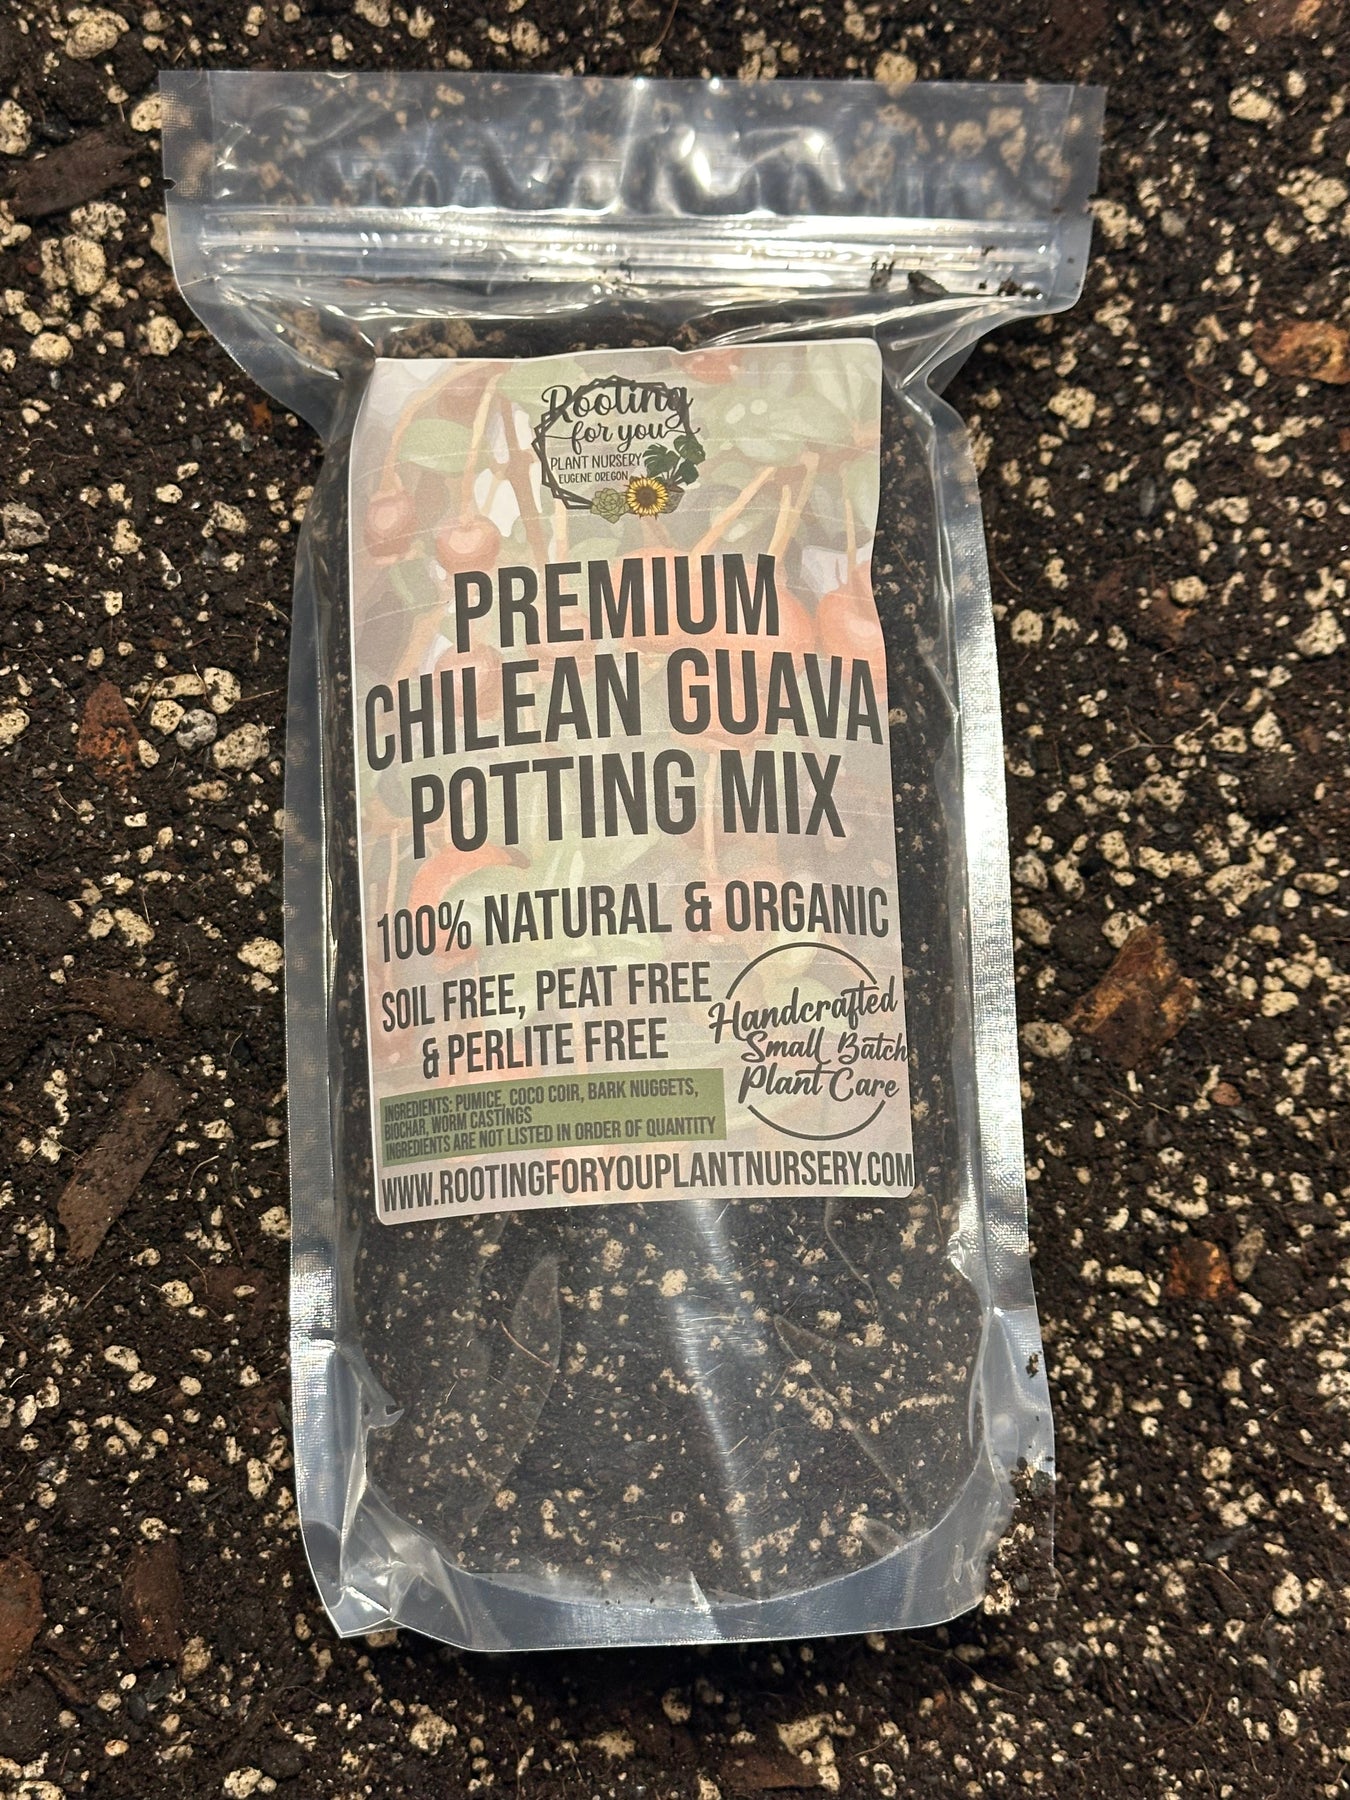 Rooting
for you
PLANT NURSERY
EUGENE OREGON
PREMIUM
CHILEAN GUAVA
POTTING MIX
100% NATURAL & ORGANIC
SOIL FREE, PEAT FREE
& PERLITE FREE
Handcrafted
Small Batch
Plant Care
INGREDIENTS: PUMICE, COCO COIR, BARK NUGGETS,
BIOCHAR, WORM CASTINGS
INGREDIENTS ARE NOT LISTED IN ORDER OF QUANTITY
WWW.ROOTINGFORYOUPLANTNURSERY.COM